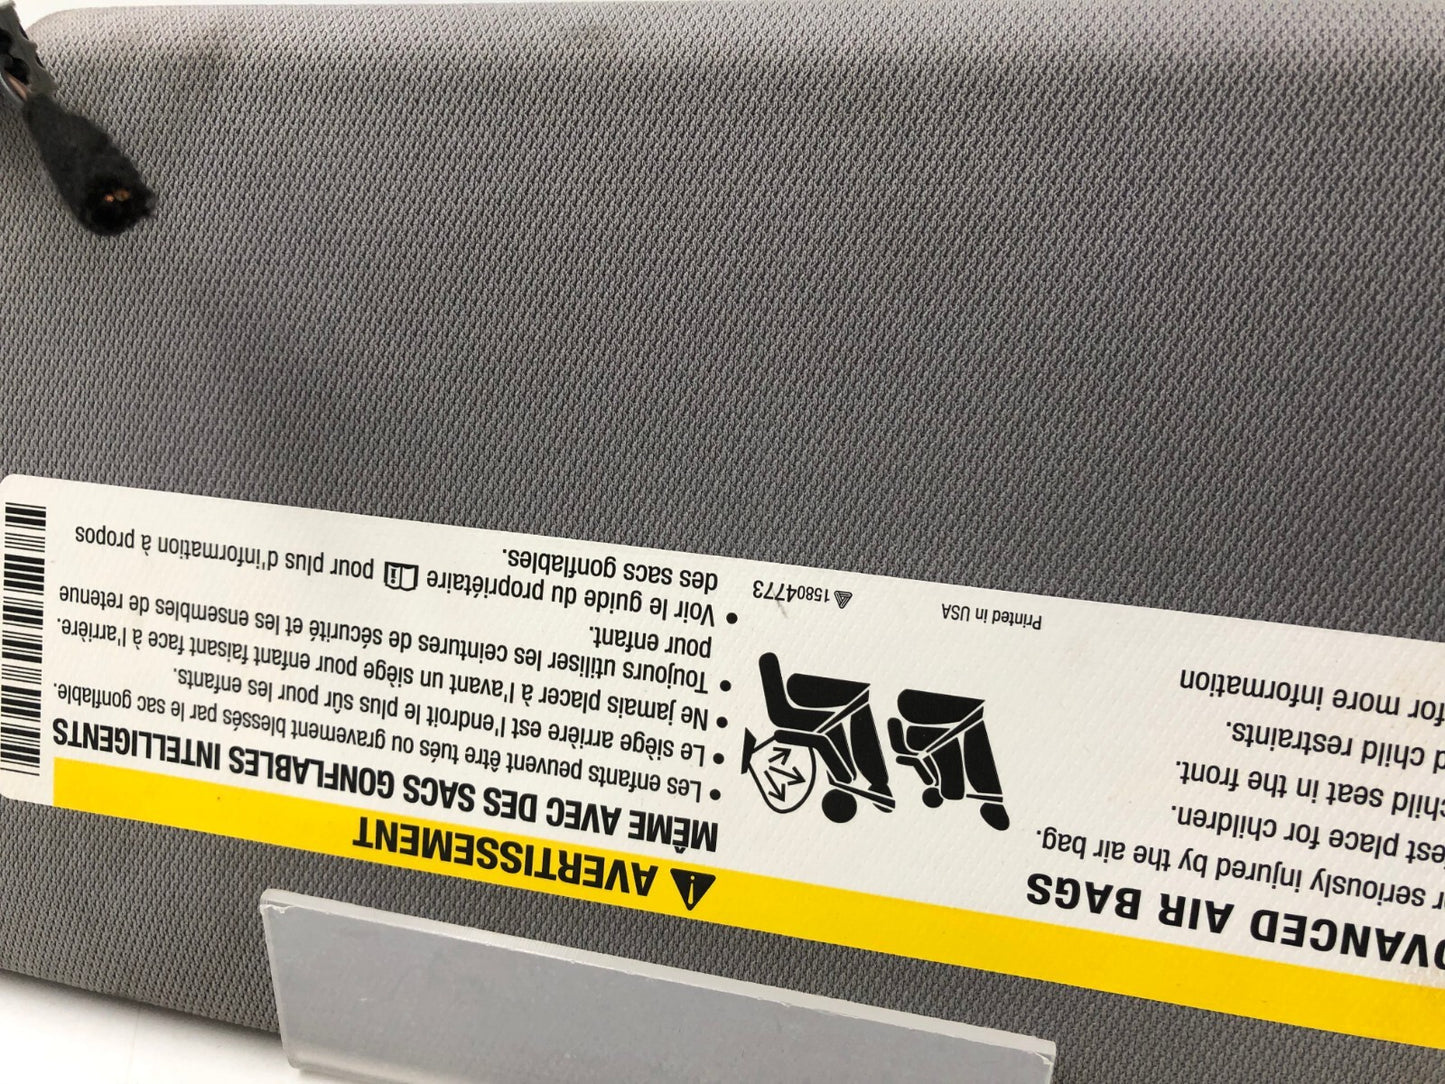 DVANCED AIR BAGS
r seriously injured by the air bag.
est place for children.
child seat in the front.
d child restraints.
for more information
Printed in USA
15804773
AVERTISSEMENT
MÊME AVEC DES SACS GONFLABLES INTELLIGENTS
• Les enfants peuvent être tués ou gravement blessés par le sac gonflable.
• Le siège arrière est l'endroit le plus sûr pour les enfants.
• Ne jamais placer à l'avant un siège pour enfant faisant face à l'arrière.
• Toujours utiliser les ceintures de sécurité et les ensembles de retenue
pour enfant.
• Voir le guide du propriétaire pour plus d'information à propos
des sacs gonflables.